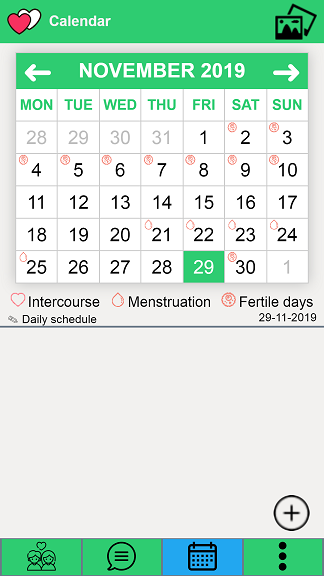 Calendar
NOVEMBER 2019
MON TUE WED THU FRI SAT SUN
28 29 30 31 1 2 3
4 5 6 7 8 9 10
11 12 13 14 15 16 17
18 19 20 21 22 23 24
25 26 27 28 29 30 1
Intercourse Menstruation Fertile days
Daily schedule 29-11-2019